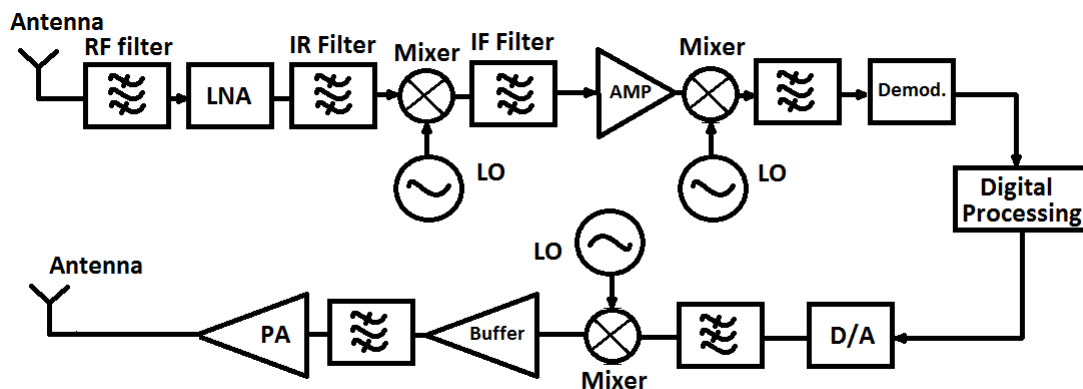 Antenna
RF filter
LNA
IR Filter
Mixer
LO
IF Filter
AMP
Mixer
LO
Demod.
Digital
Processing
Antenna
PA
Buffer
LO
Mixer
D/A